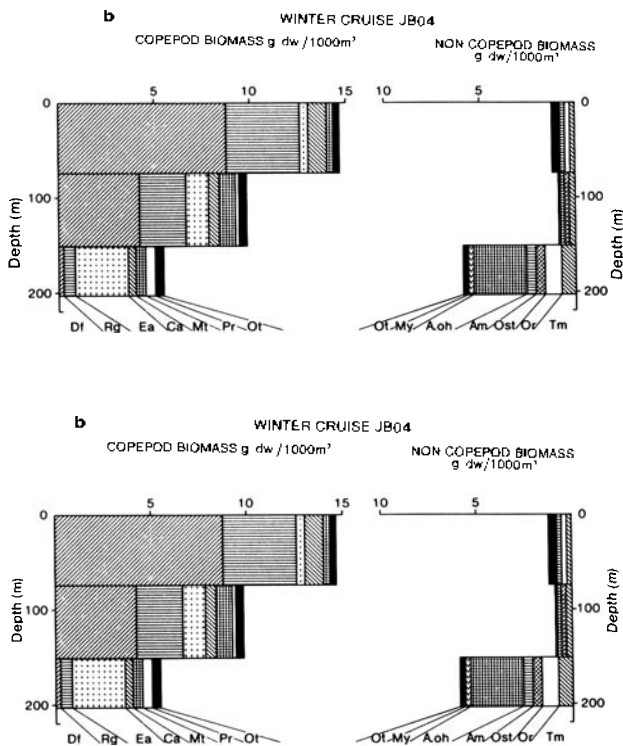 b
WINTER CRUISE JB04
COPEPOD BIOMASS g dw/1000m³
NON COPEPOD BIOMASS
g dw/1000m³
5 10 15 10 5
0 0
100 100
200 200
Depth (m) Depth (m)
Df Rg Ea Ca Mt Pr Ot Ot My A.oh Am Ost Or Tm
b
WINTER CRUISE JB04
COPEPOD BIOMASS g dw/1000m³
NON COPEPOD BIOMASS
g dw/1000m³
5 10 15 10 5
0 0
100 100
200 200
Depth (m) Depth (m)
Df Rg Ea Ca Mt Pr Ot Ot My A.oh Am Ost Or Tm